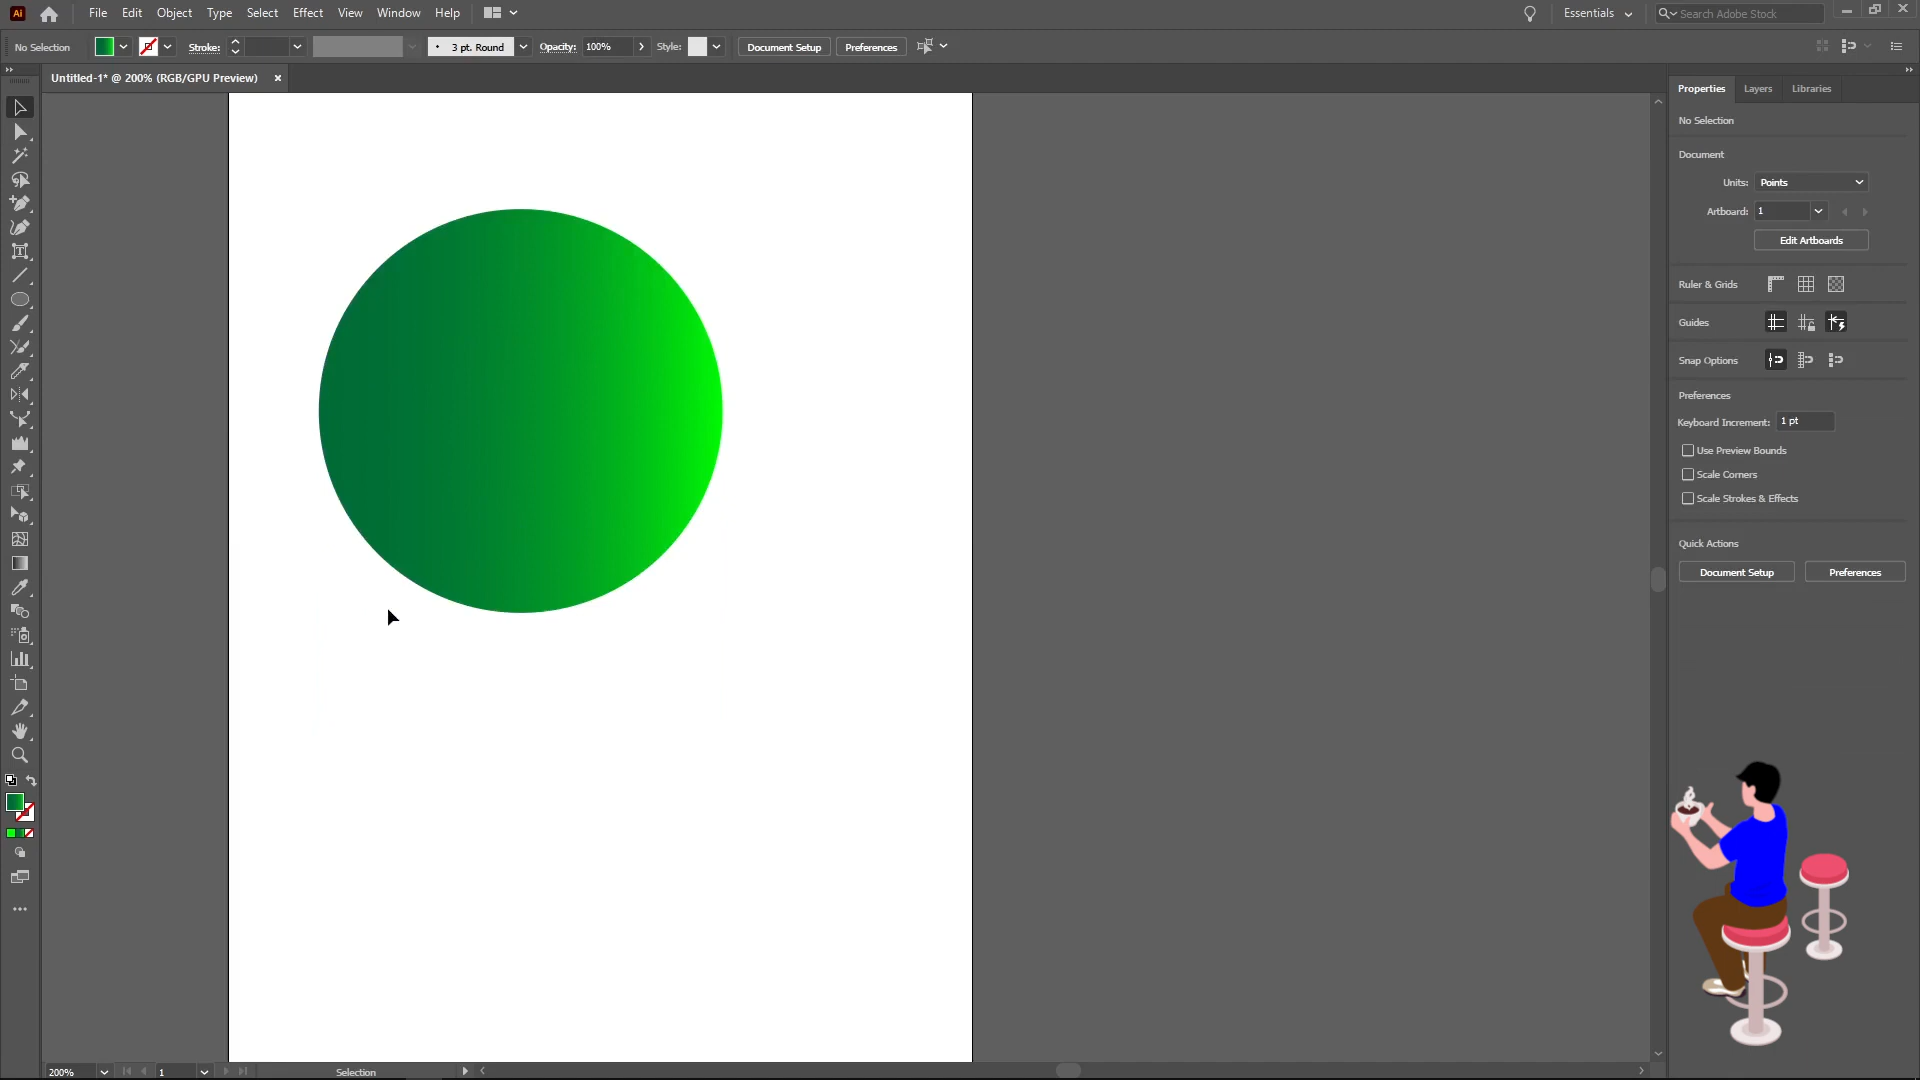 Ai File Edit Object Type Select Effect View Window Help Essentials Search Adobe Stock
No Selection Stroke: 3 pt. Round Opacity: 100% Style: Document Setup Preferences
Untitled-1* @ 200% (RGB/GPU Preview)
Properties Layers Libraries
No Selection
Document
Units: Points
Artboard: 1
Edit Artboards
Ruler & Grids
Guides
Snap Options
Preferences
Keyboard Increment: 1 pt
Use Preview Bounds
Scale Corners
Scale Strokes & Effects
Quick Actions
Document Setup Preferences
200% 1 Selection